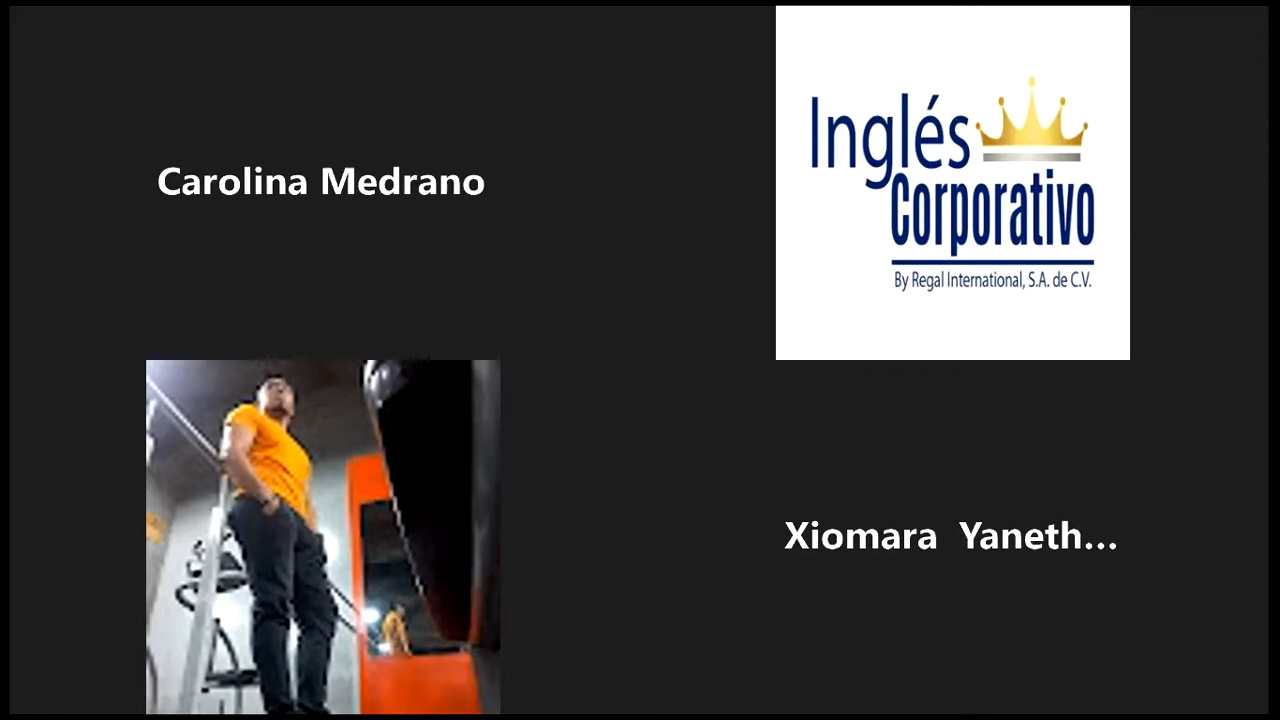 Carolina Medrano
Inglés
Corporativo
By Regal International, S.A. de C.V.
Xiomara  Yaneth...